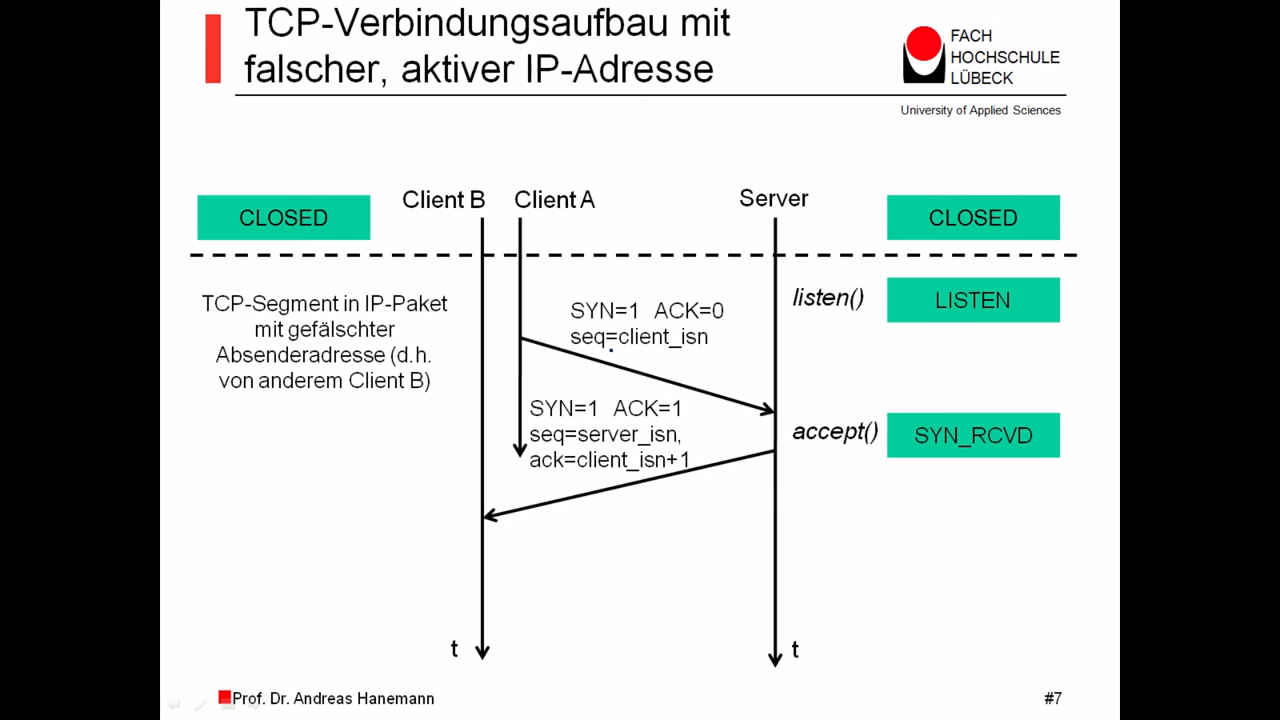 TCP-Verbindungsaufbau mit
falscher, aktiver IP-Adresse
FACH
HOCHSCHULE
LÜBECK
University of Applied Sciences
CLOSED
Client B
Client A
Server
CLOSED
TCP-Segment in IP-Paket
mit gefälschter
Absenderadresse (d.h.
von anderem Client B)
SYN=1 ACK=0
seq=client_isn
listen()
LISTEN
SYN=1 ACK=1
seq=server_isn,
ack=client_isn+1
accept()
SYN_RCVD
t
t
Prof. Dr. Andreas Hanemann
#7